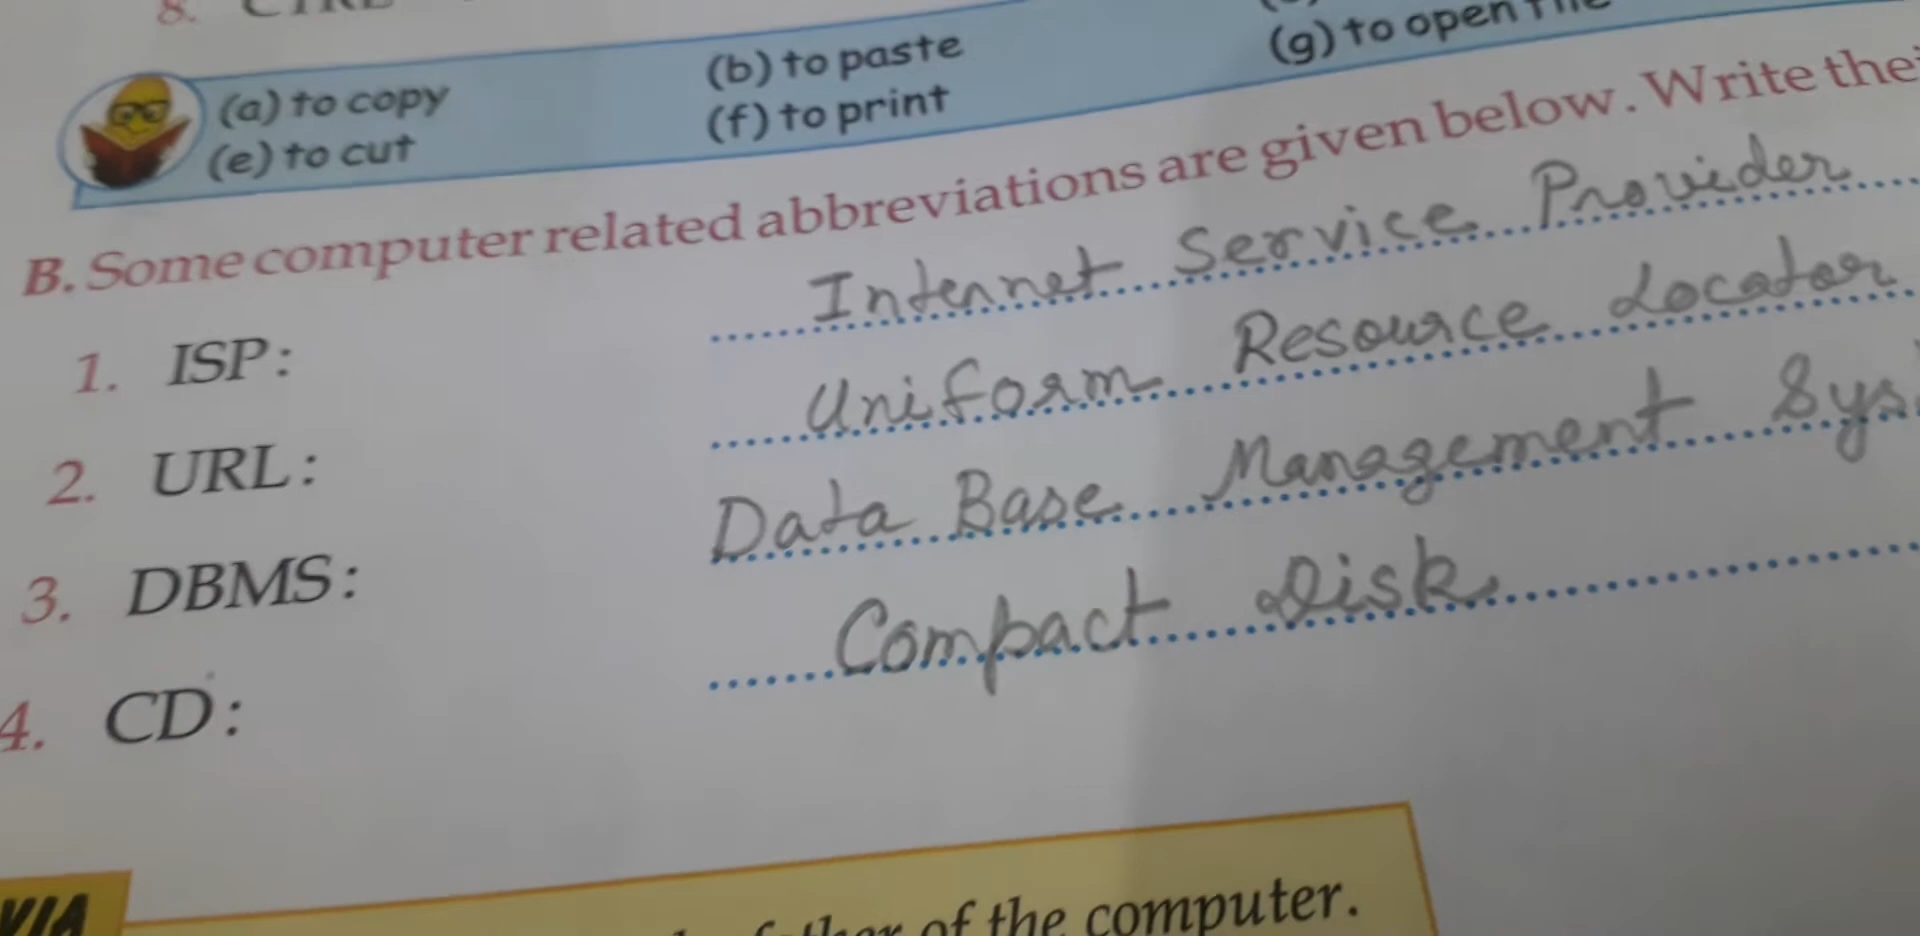 8.
(a) to copy (b) to paste (g) to open
(e) to cut (f) to print
B. Some computer related abbreviations are given below. Write
1. ISP: Internet Service Provider
2. URL: Uniform Resource Locator
3. DBMS: Data Base Management Sys
4. CD: Compact Disk
of the computer.